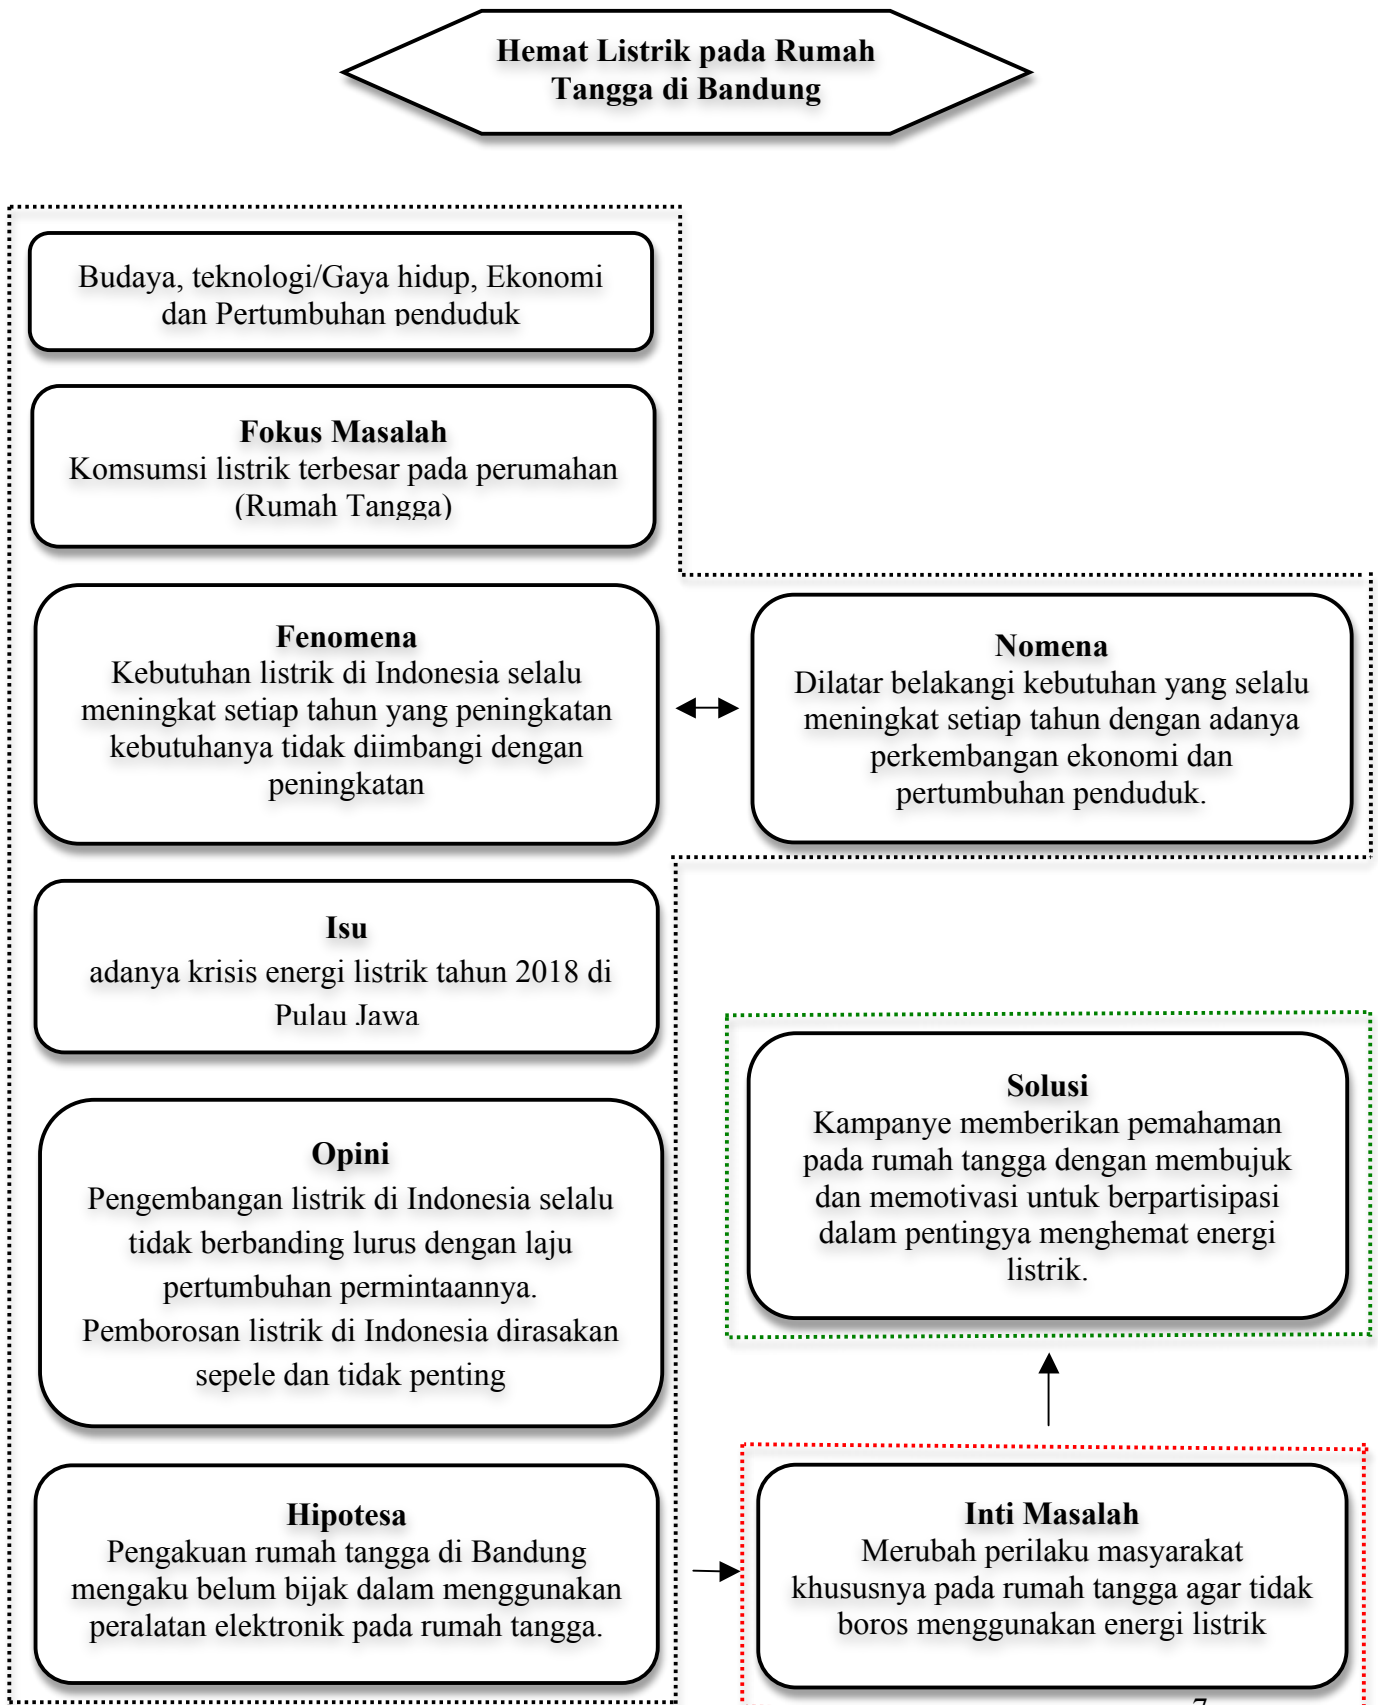 Hemat Listrik pada Rumah
Tangga di Bandung
Budaya, teknologi/Gaya hidup, Ekonomi
dan Pertumbuhan penduduk
Fokus Masalah
Komsumsi listrik terbesar pada perumahan
(Rumah Tangga)
Fenomena
Kebutuhan listrik di Indonesia selalu
meningkat setiap tahun yang peningkatan
kebutuhanya tidak diimbangi dengan
peningkatan
Nomena
Dilatar belakangi kebutuhan yang selalu
meningkat setiap tahun dengan adanya
perkembangan ekonomi dan
pertumbuhan penduduk.
Isu
adanya krisis energi listrik tahun 2018 di
Pulau Jawa
Opini
Pengembangan listrik di Indonesia selalu
tidak berbanding lurus dengan laju
pertumbuhan permintaannya.
Pemborosan listrik di Indonesia dirasakan
sepele dan tidak penting
Solusi
Kampanye memberikan pemahaman
pada rumah tangga dengan membujuk
dan memotivasi untuk berpartisipasi
dalam pentingya menghemat energi
listrik.
Hipotesa
Pengakuan rumah tangga di Bandung
mengaku belum bijak dalam menggunakan
peralatan elektronik pada rumah tangga.
Inti Masalah
Merubah perilaku masyarakat
khususnya pada rumah tangga agar tidak
boros menggunakan energi listrik